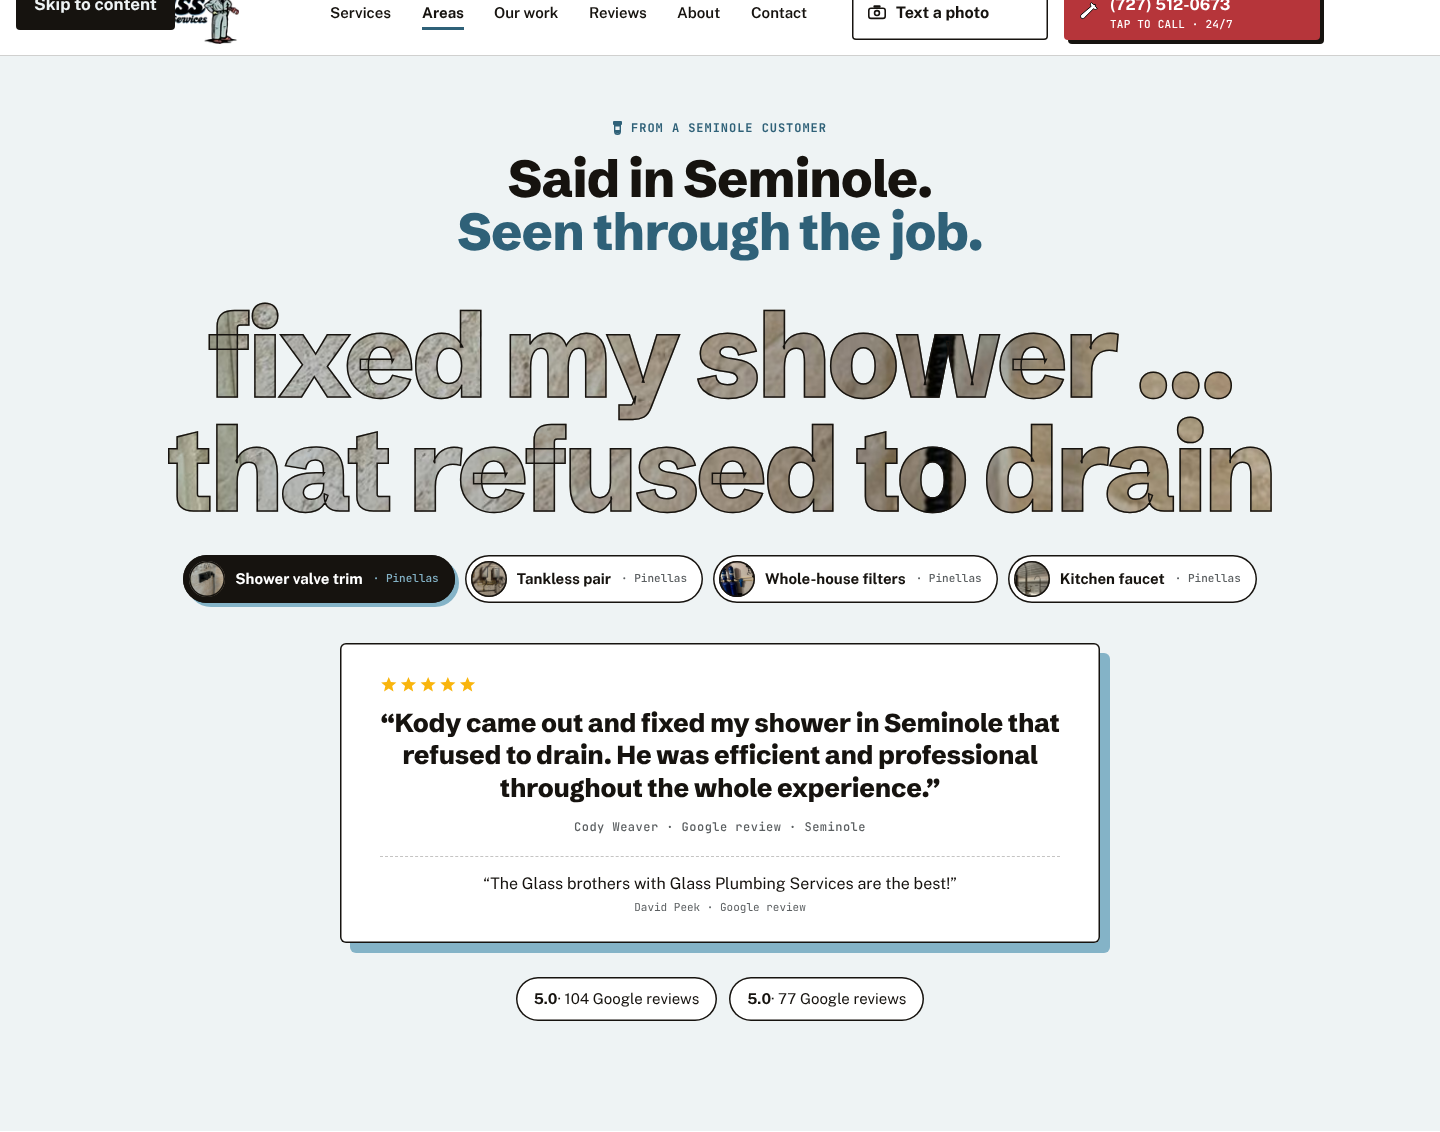 Skip to content
Services
Services
Areas
Our work
Reviews
About
Contact
Text a photo
(727) 512-0673
TAP TO CALL · 24/7
FROM A SEMINOLE CUSTOMER
Said in Seminole.
Seen through the job.
fixed my shower ...
that refused to drain
Shower valve trim · Pinellas
Tankless pair · Pinellas
Whole-house filters · Pinellas
Kitchen faucet · Pinellas
“Kody came out and fixed my shower in Seminole that
refused to drain. He was efficient and professional
throughout the whole experience.”
Cody Weaver · Google review · Seminole
“The Glass brothers with Glass Plumbing Services are the best!”
David Peek · Google review
5.0· 104 Google reviews
5.0· 77 Google reviews